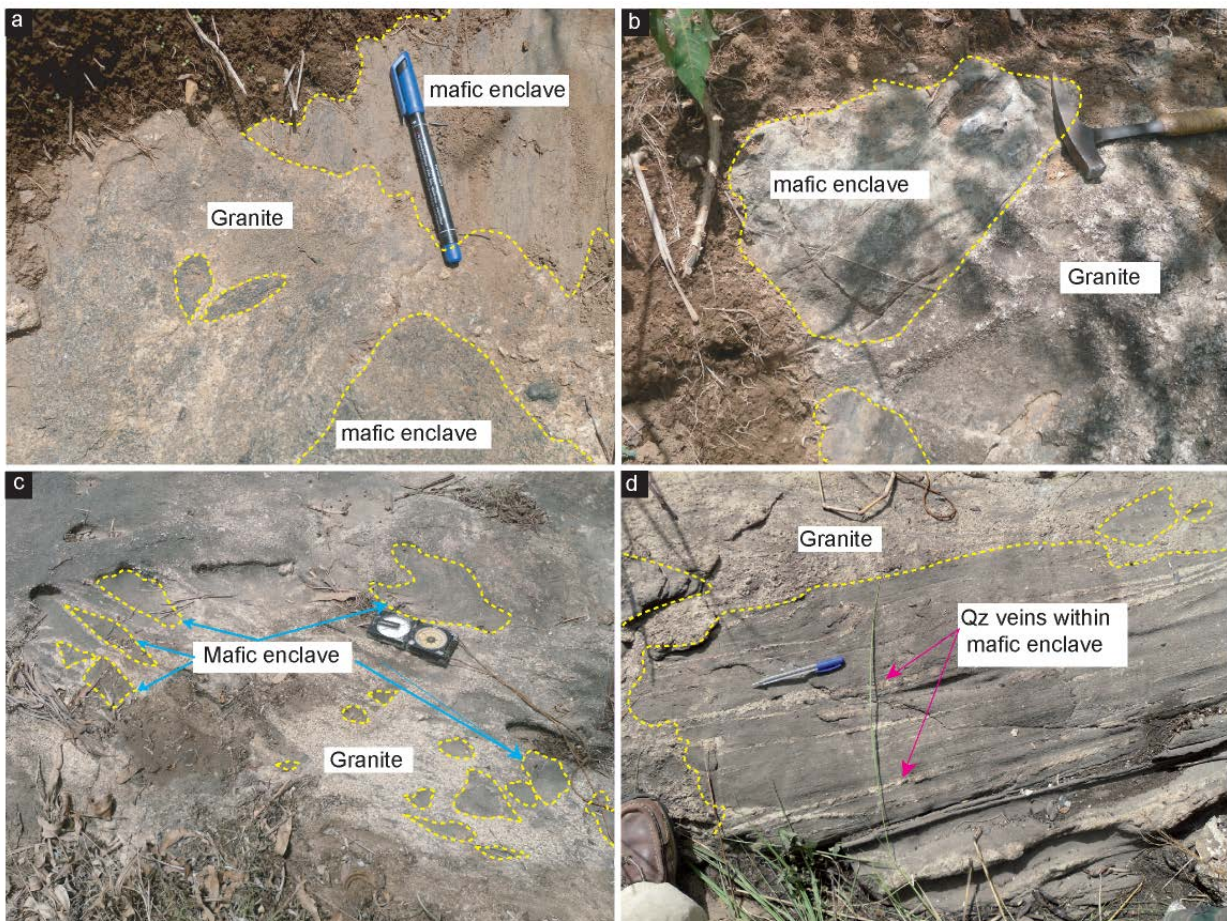 a
mafic enclave
Granite
mafic enclave
b
mafic enclave
Granite
c
Mafic enclave
Granite
d
Granite
Qz veins within
mafic enclave